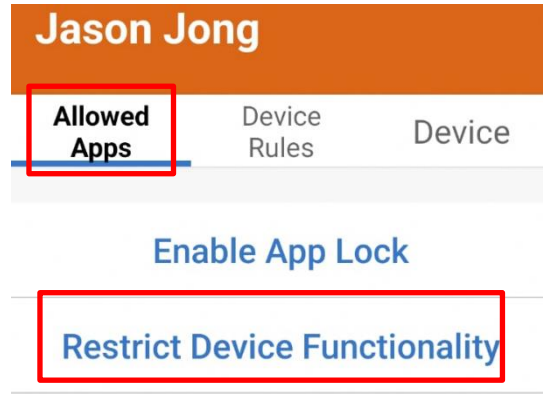 Jason Jong
Allowed
Apps
Device
Rules
Device
Enable App Lock
Restrict Device Functionality